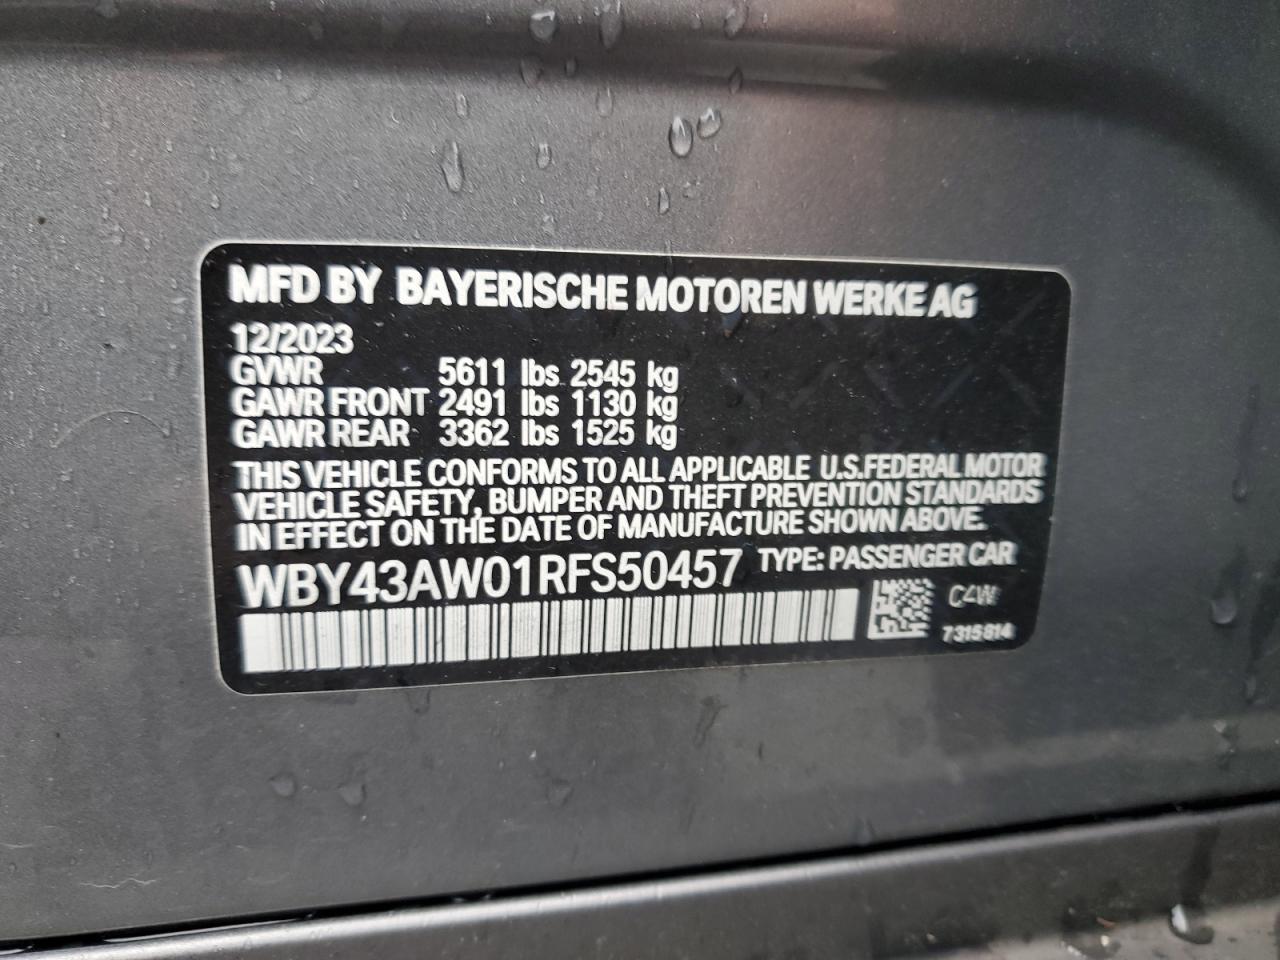 MFD BY BAYERISCHE MOTOREN WERKE AG
12/2023
GVWR 5611 lbs 2545 kg
GAWR FRONT 2491 lbs 1130 kg
GAWR REAR 3362 lbs 1525 kg
THIS VEHICLE CONFORMS TO ALL APPLICABLE U.S.FEDERAL MOTOR
VEHICLE SAFETY, BUMPER AND THEFT PREVENTION STANDARDS
IN EFFECT ON THE DATE OF MANUFACTURE SHOWN ABOVE.
WBY43AW01RFS50457 TYPE: PASSENGER CAR
C4W
7315814